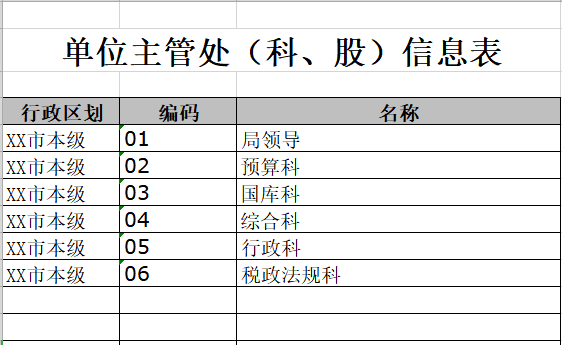 单位主管处（科、股）信息表
行政区划 编码 名称
XX市本级 01 局领导
XX市本级 02 预算科
XX市本级 03 国库科
XX市本级 04 综合科
XX市本级 05 行政科
XX市本级 06 税政法规科